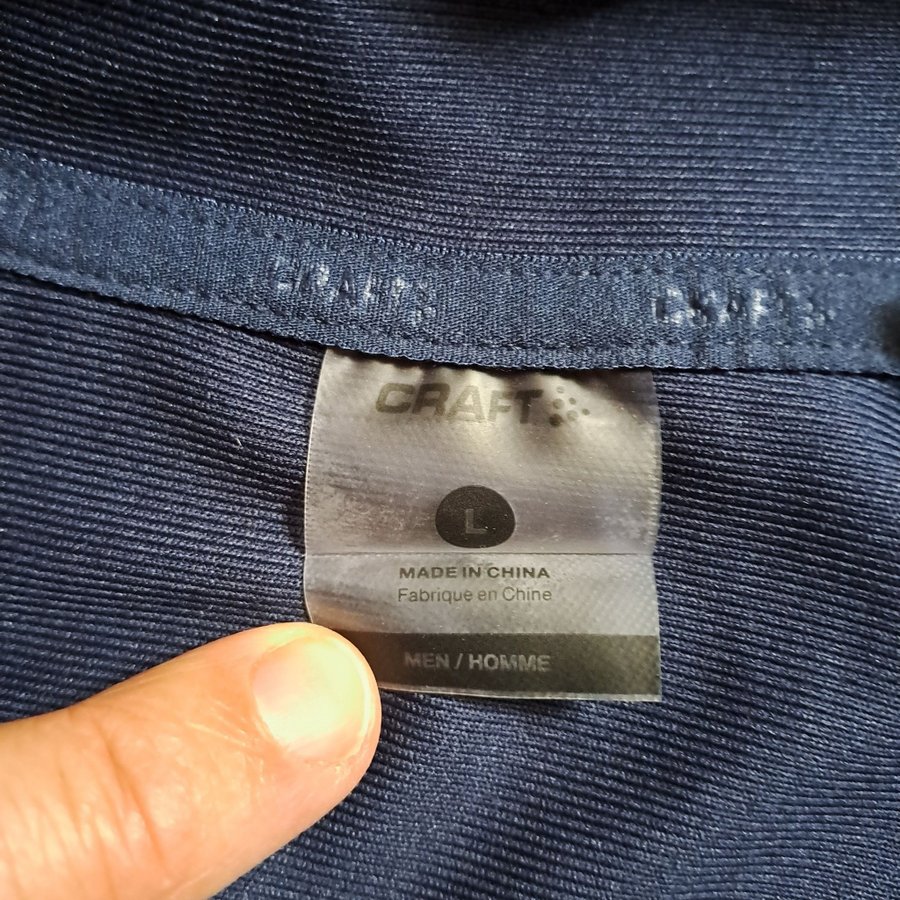 CRAFT CRAFT
CRAFT
L
MADE IN CHINA
Fabrique en Chine
MEN / HOMME